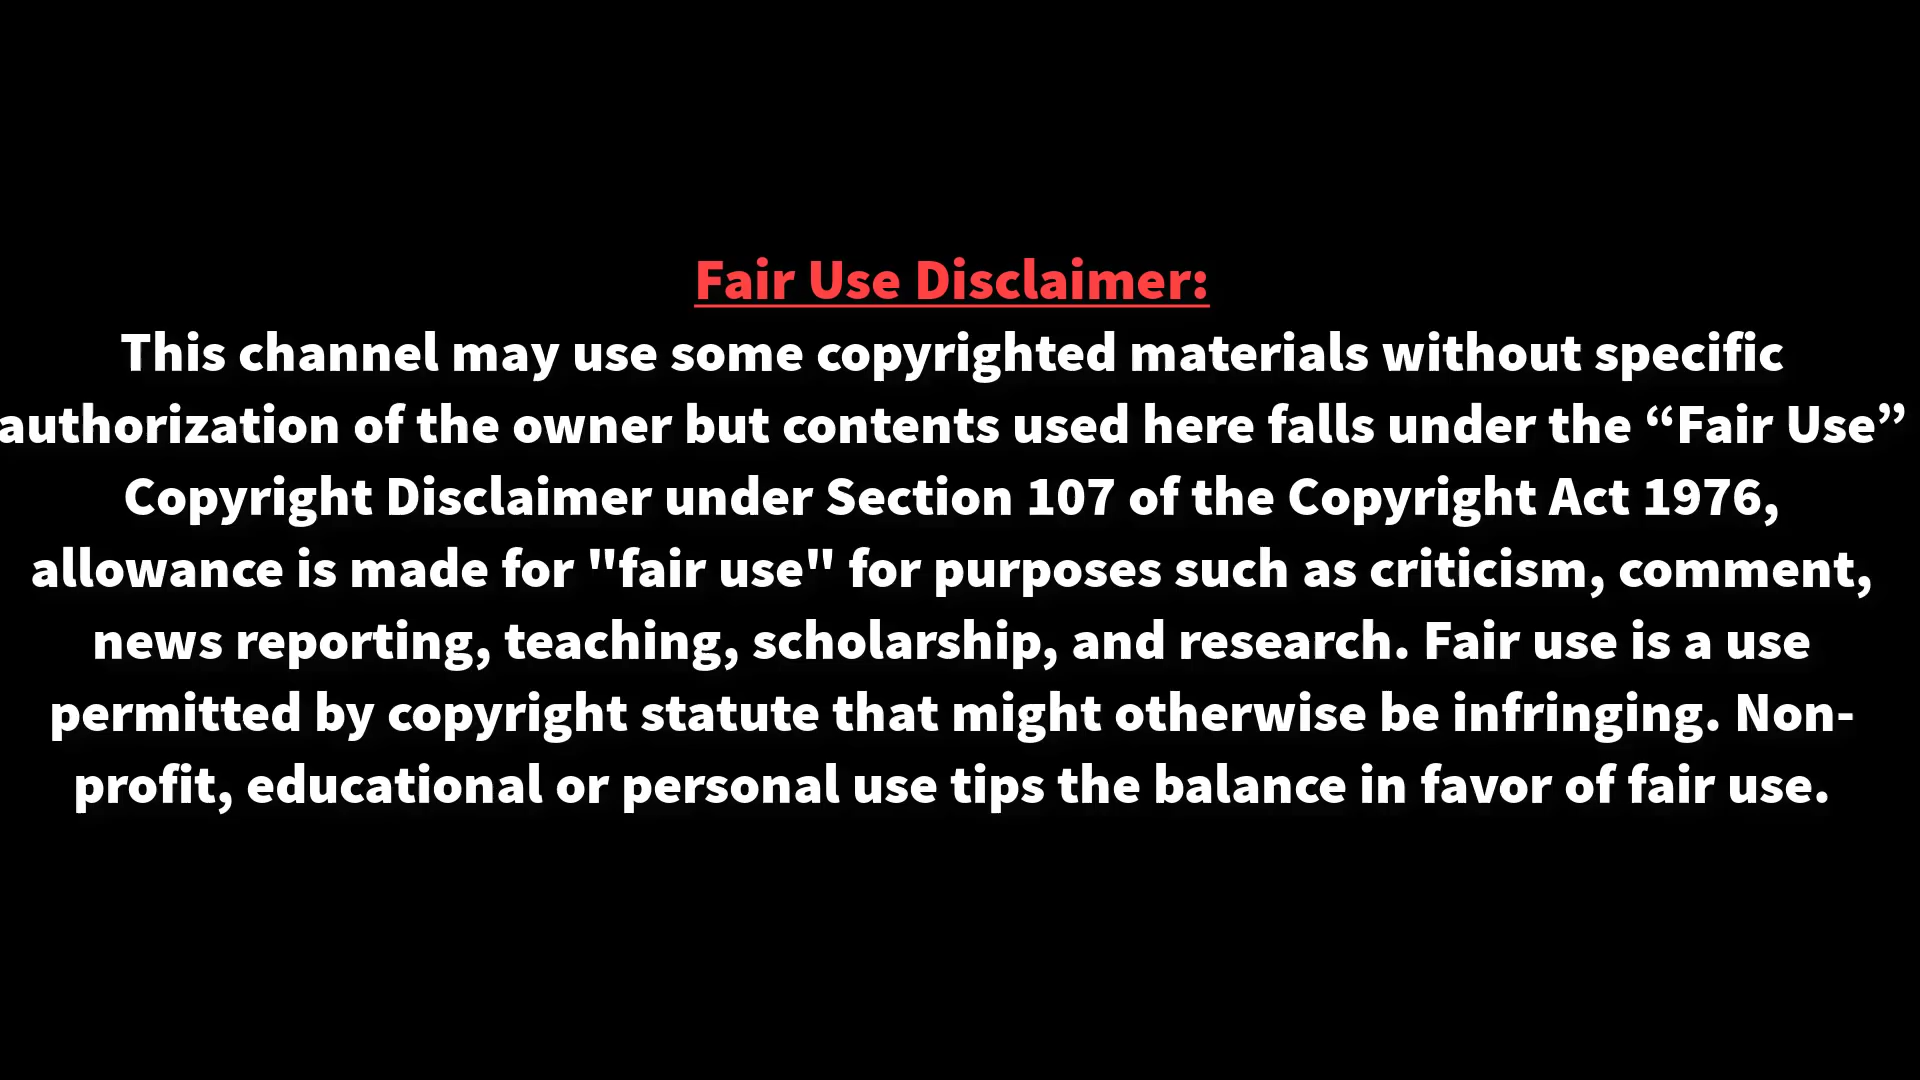 Fair Use Disclaimer:
This channel may use some copyrighted materials without specific
authorization of the owner but contents used here falls under the “Fair Use”
Copyright Disclaimer under Section 107 of the Copyright Act 1976,
allowance is made for "fair use" for purposes such as criticism, comment,
news reporting, teaching, scholarship, and research. Fair use is a use
permitted by copyright statute that might otherwise be infringing. Non-
profit, educational or personal use tips the balance in favor of fair use.